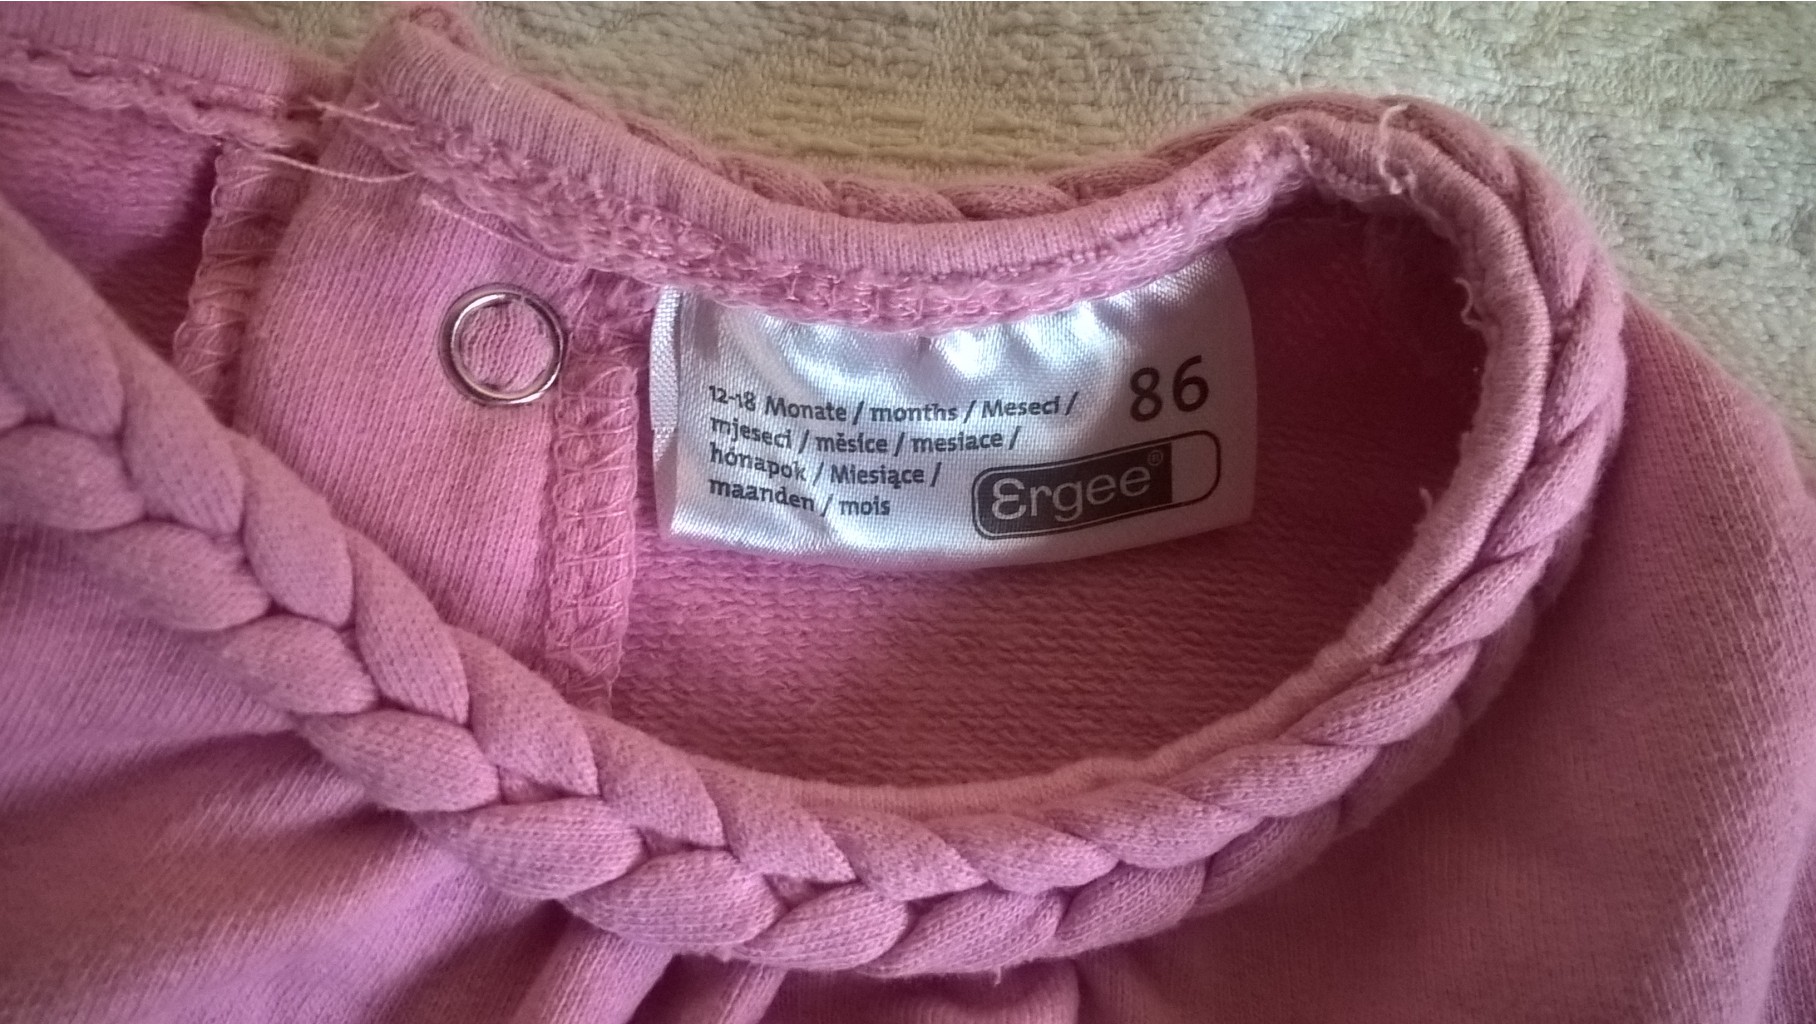 12-18 Monate / months / Meseci /
mjeseci / měsíce / mesiace /
hónapok / Miesiące /
maanden / mois
86
Ergee®